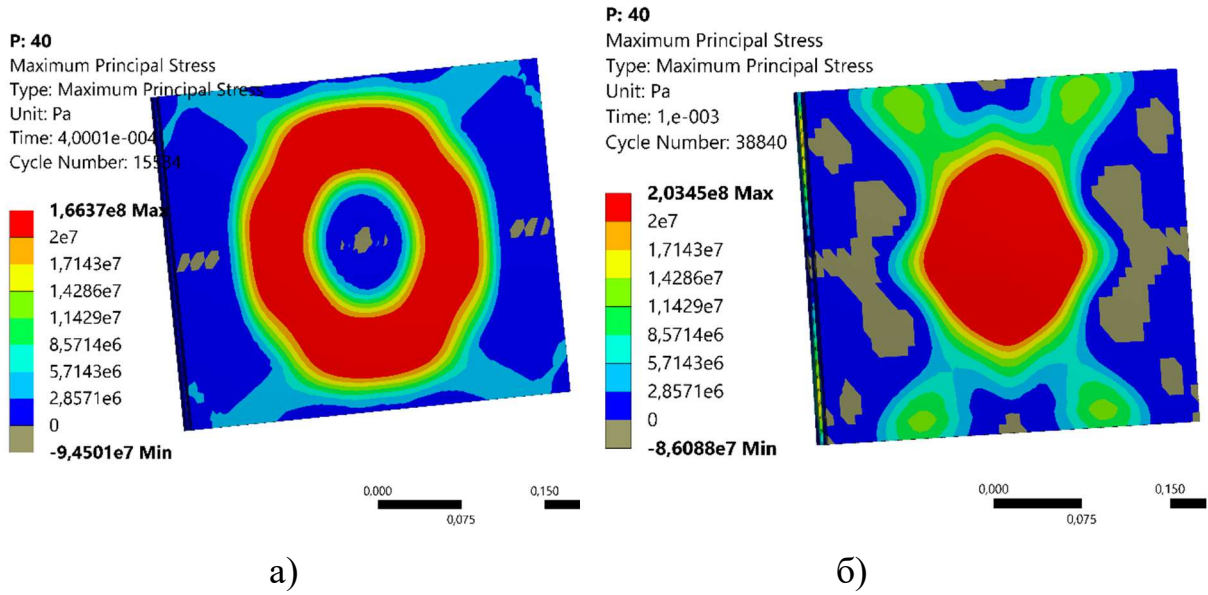 P: 40
Maximum Principal Stress
Type: Maximum Principal Stress
Unit: Pa
Time: 4,0001e-004
Cycle Number: 15534
1,6637e8 Max
2e7
1,7143e7
1,4286e7
1,1429e7
8,5714e6
5,7143e6
2,8571e6
0
-9,4501e7 Min
0.000
0,150
0,075
а)
P: 40
Maximum Principal Stress
Type: Maximum Principal Stress
Unit: Pa
Time: 1,e-003
Cycle Number: 38840
2,0345e8 Max
2e7
1,7143e7
1,4286e7
1,1429e7
8,5714e6
5,7143e6
2,8571e6
0
-8,6088e7 Min
0,000
0,150
0,075
б)